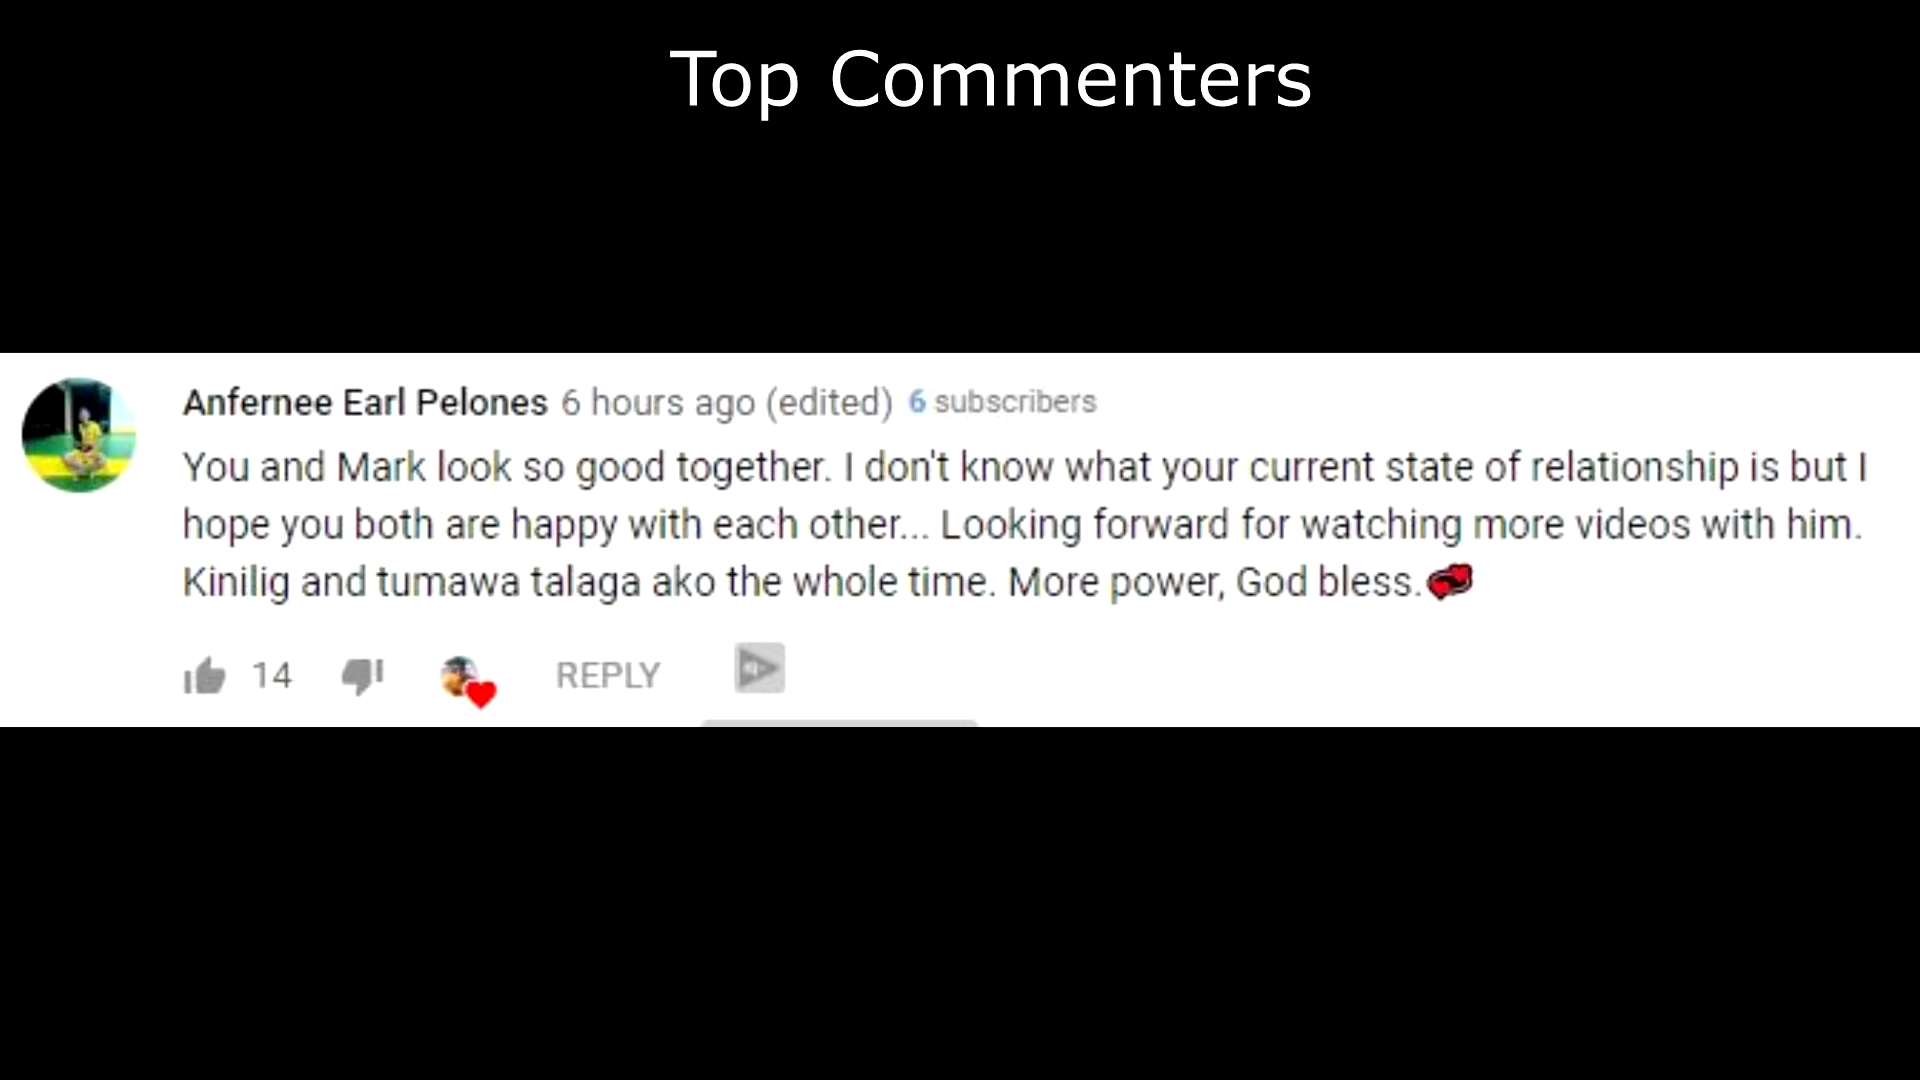 Top Commenters
Anfernee Earl Pelones 6 hours ago (edited) 6 subscribers
You and Mark look so good together. I don't know what your current state of relationship is but I
hope you both are happy with each other... Looking forward for watching more videos with him.
Kinilig and tumawa talaga ako the whole time. More power, God bless.
14 REPLY